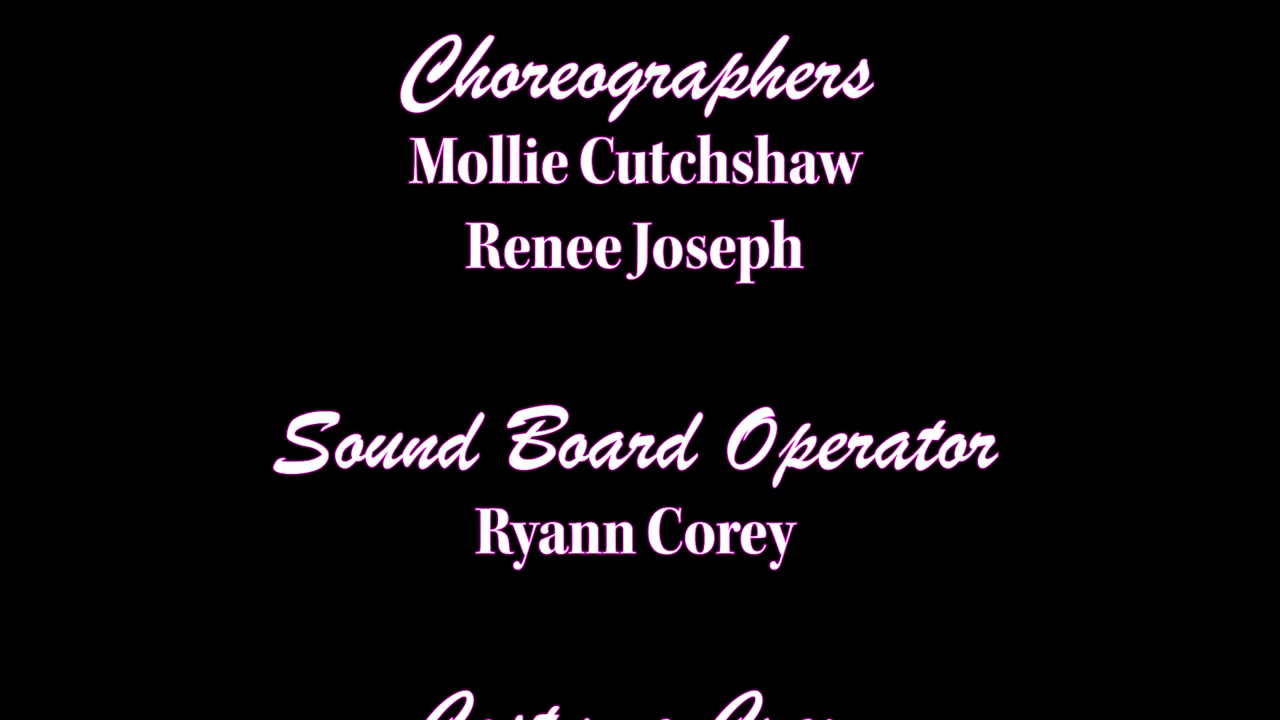 Choreographers
Mollie Cutchshaw
Renee Joseph
Sound Board Operator
Ryann Corey